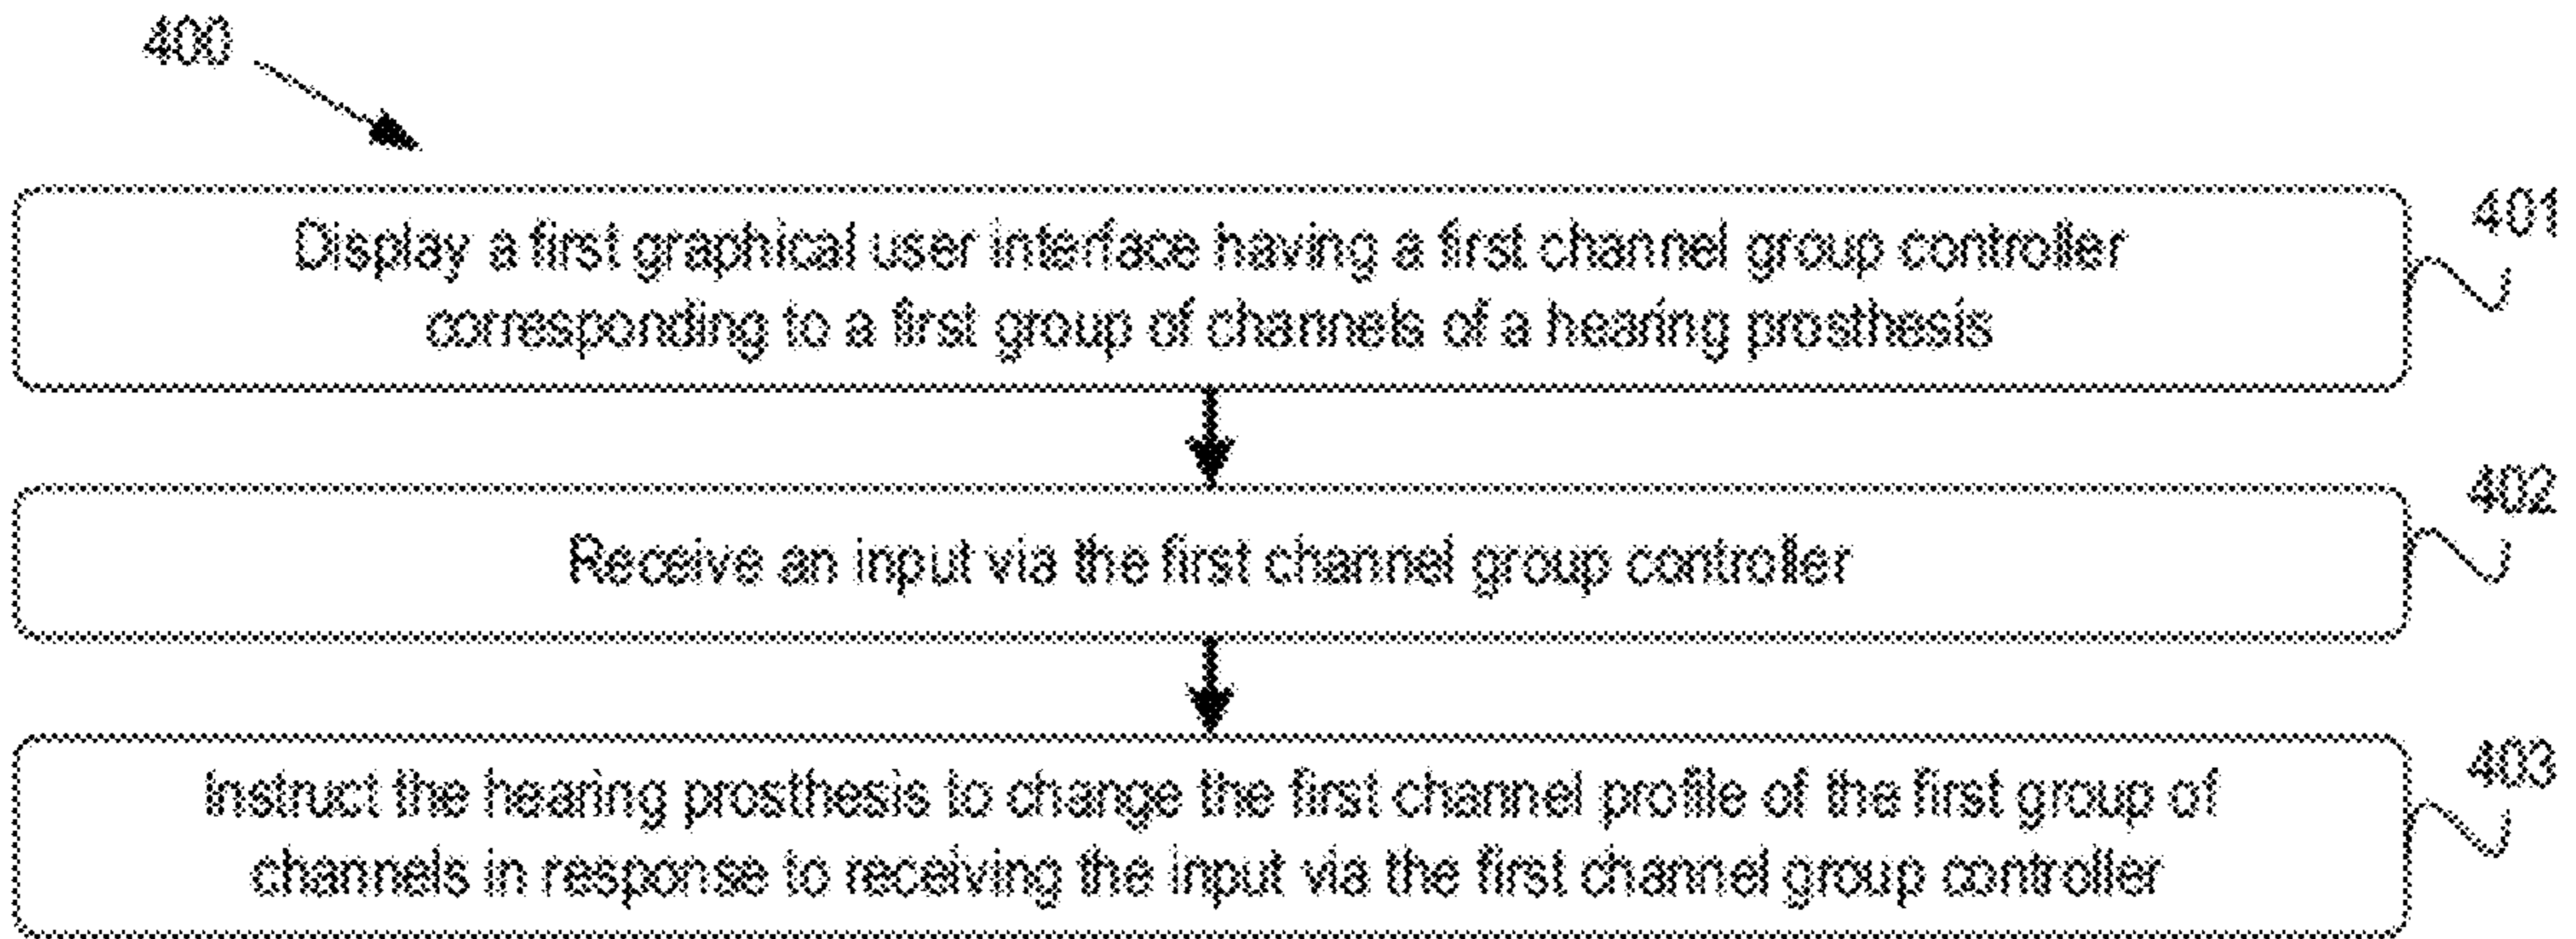 400
Display a first graphical user interface having a first channel group controller
corresponding to a first group of channels of a hearing prosthesis
401
Receive an input via the first channel group controller
402
Instruct the hearing prosthesis to change the first channel profile of the first group of
channels in response to receiving the input via the first channel group controller
403